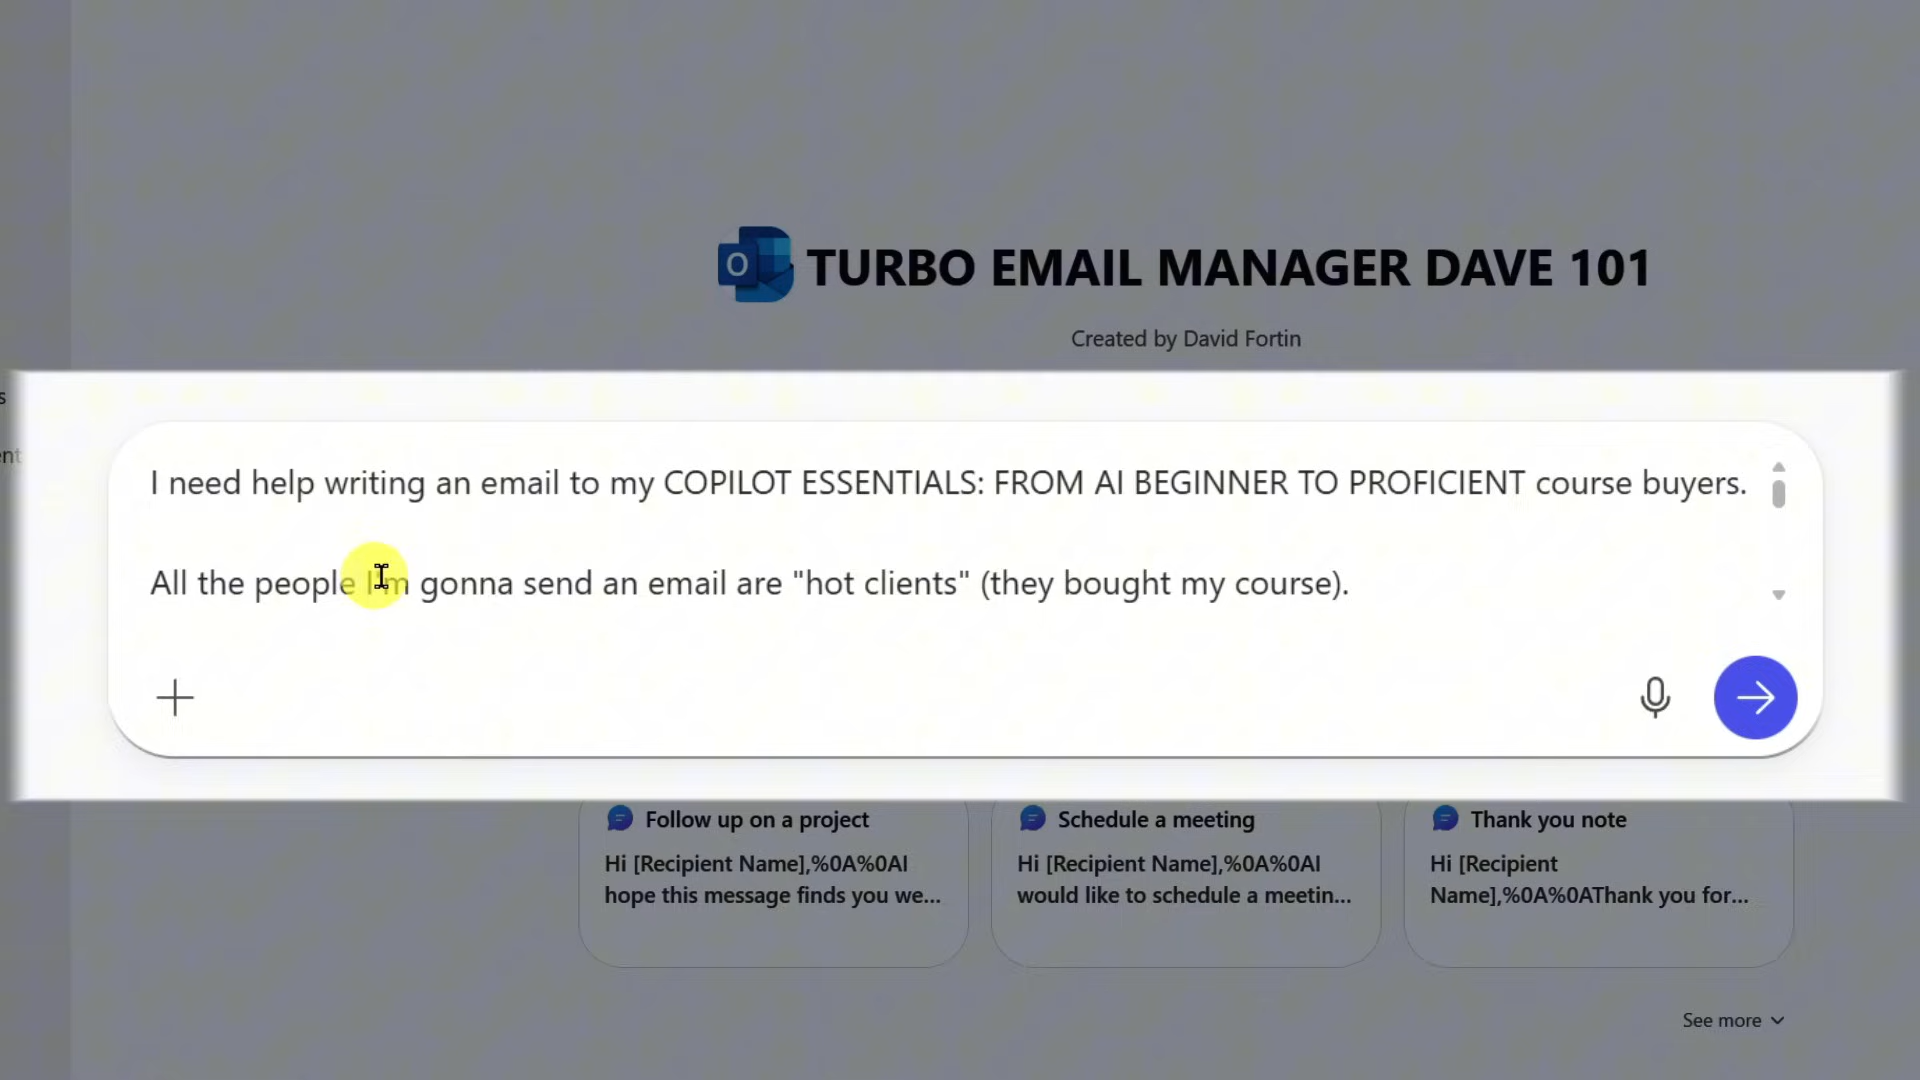 O
TURBO EMAIL MANAGER DAVE 101
Created by David Fortin
s
ent
I need help writing an email to my COPILOT ESSENTIALS: FROM AI BEGINNER TO PROFICIENT course buyers.
All the people I'm gonna send an email are "hot clients" (they bought my course).
Follow up on a project
Hi [Recipient Name],%0A%0AI
hope this message finds you we...
Schedule a meeting
Hi [Recipient Name],%0A%0AI
would like to schedule a meetin...
Thank you note
Hi [Recipient
Name],%0A%0AThank you for...
See more